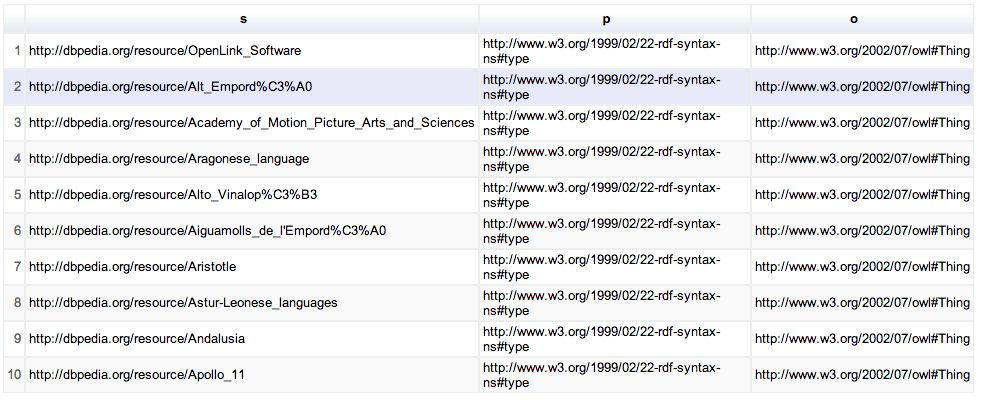 s p o
1 http://dbpedia.org/resource/OpenLink_Software http://www.w3.org/1999/02/22-rdf-syntax-ns#type http://www.w3.org/2002/07/owl#Thing
2 http://dbpedia.org/resource/Alt_Empord%C3%A0 http://www.w3.org/1999/02/22-rdf-syntax-ns#type http://www.w3.org/2002/07/owl#Thing
3 http://dbpedia.org/resource/Academy_of_Motion_Picture_Arts_and_Sciences http://www.w3.org/1999/02/22-rdf-syntax-ns#type http://www.w3.org/2002/07/owl#Thing
4 http://dbpedia.org/resource/Aragonese_language http://www.w3.org/1999/02/22-rdf-syntax-ns#type http://www.w3.org/2002/07/owl#Thing
5 http://dbpedia.org/resource/Alto_Vinalop%C3%B3 http://www.w3.org/1999/02/22-rdf-syntax-ns#type http://www.w3.org/2002/07/owl#Thing
6 http://dbpedia.org/resource/Aiguamolls_de_l'Empord%C3%A0 http://www.w3.org/1999/02/22-rdf-syntax-ns#type http://www.w3.org/2002/07/owl#Thing
7 http://dbpedia.org/resource/Aristotle http://www.w3.org/1999/02/22-rdf-syntax-ns#type http://www.w3.org/2002/07/owl#Thing
8 http://dbpedia.org/resource/Astur-Leonese_languages http://www.w3.org/1999/02/22-rdf-syntax-ns#type http://www.w3.org/2002/07/owl#Thing
9 http://dbpedia.org/resource/Andalusia http://www.w3.org/1999/02/22-rdf-syntax-ns#type http://www.w3.org/2002/07/owl#Thing
10 http://dbpedia.org/resource/Apollo_11 http://www.w3.org/1999/02/22-rdf-syntax-ns#type http://www.w3.org/2002/07/owl#Thing